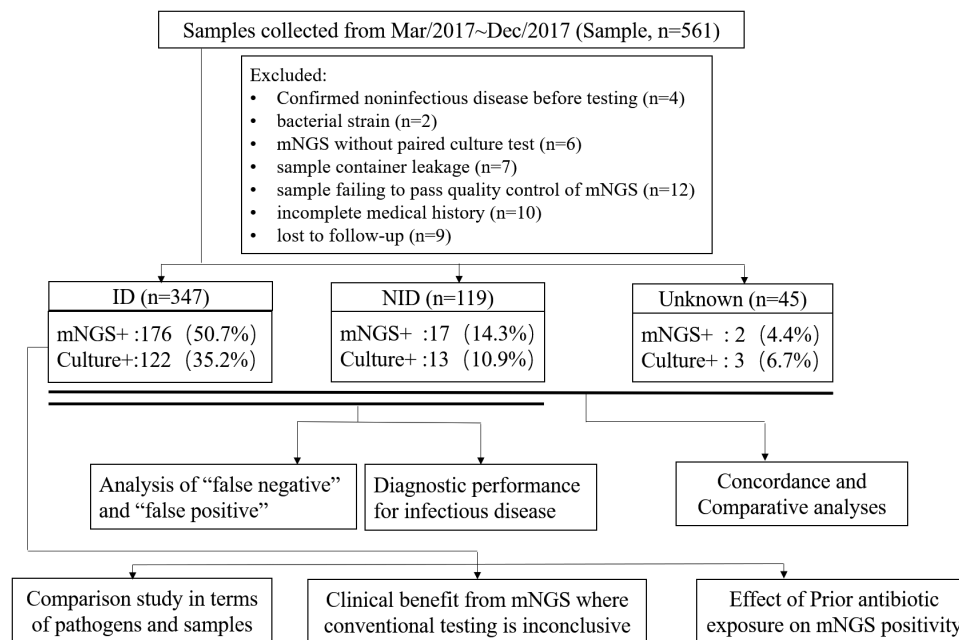 Samples collected from Mar/2017~Dec/2017 (Sample, n=561)
Excluded:
• Confirmed noninfectious disease before testing (n=4)
• bacterial strain (n=2)
• mNGS without paired culture test (n=6)
• sample container leakage (n=7)
• sample failing to pass quality control of mNGS (n=12)
• incomplete medical history (n=10)
• lost to follow-up (n=9)
ID (n=347)
mNGS+ :176 (50.7%)
Culture+:122 (35.2%)
NID (n=119)
mNGS+ :17 (14.3%)
Culture+ :13 (10.9%)
Unknown (n=45)
mNGS+ : 2 (4.4%)
Culture+ : 3 (6.7%)
Analysis of “false negative”
and “false positive”
Diagnostic performance
for infectious disease
Concordance and
Comparative analyses
Comparison study in terms
of pathogens and samples
Clinical benefit from mNGS where
conventional testing is inconclusive
Effect of Prior antibiotic
exposure on mNGS positivity